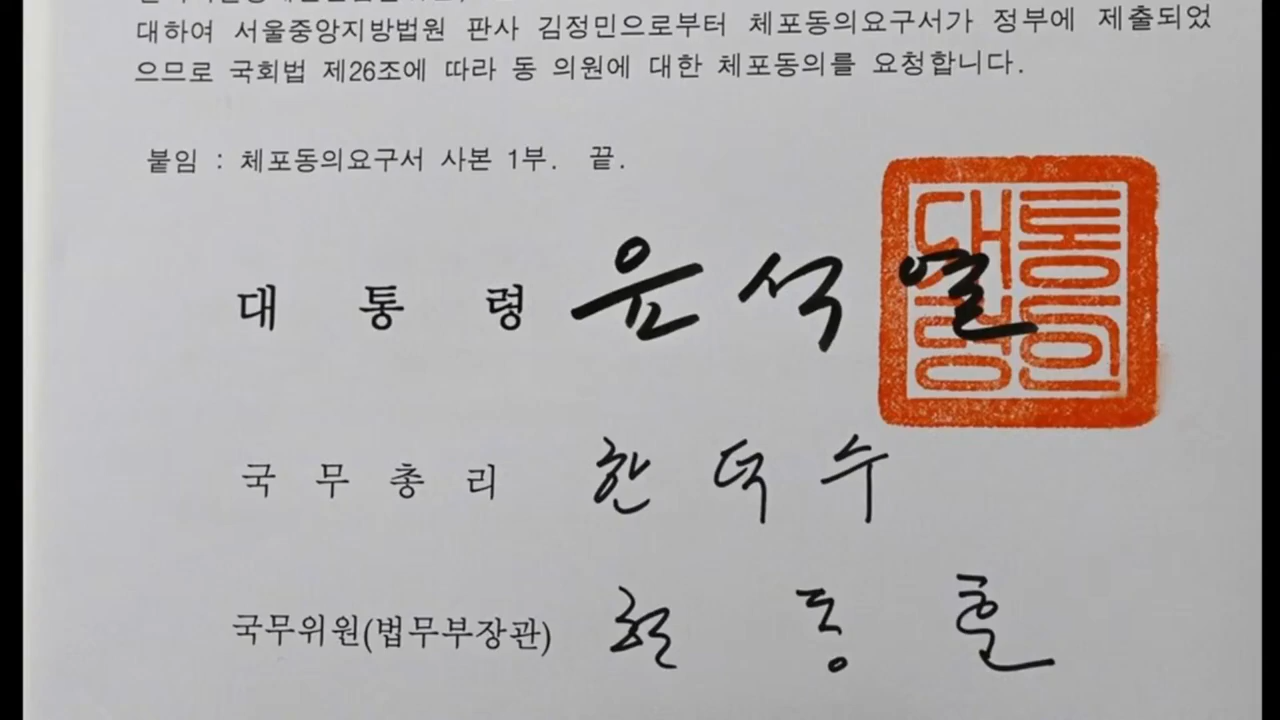 대하여 서울중앙지방법원 판사 김정민으로부터 체포동의요구서가 정부에 제출되었
으므로 국회법 제26조에 따라 동 의원에 대한 체포동의를 요청합니다.
붙임 : 체포동의요구서 사본 1부. 끝.
대 통 령 윤 석 열
대통
령인
국 무 총 리 한 덕 수
국무위원(법무부장관) 한 동 훈